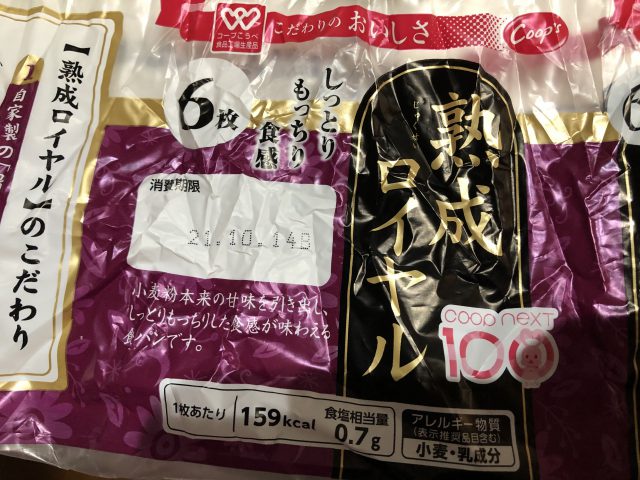 コープこうべ
食品工場生産品
こだわりの おいしさ
Coop's
6枚
しっとり
もっちり
食感
熟成
ロイヤル
【熟成ロイヤル】のこだわり
自家製の
消費期限
21.10.14B
小麦粉本来の甘味を引き出し、
しっとりもっちりした食感が味わえる
食パンです。
coop next
100
1枚あたり 159kcal 食塩相当量
0.7g
アレルギー物質
(表示推奨品目含む)
小麦・乳成分
6